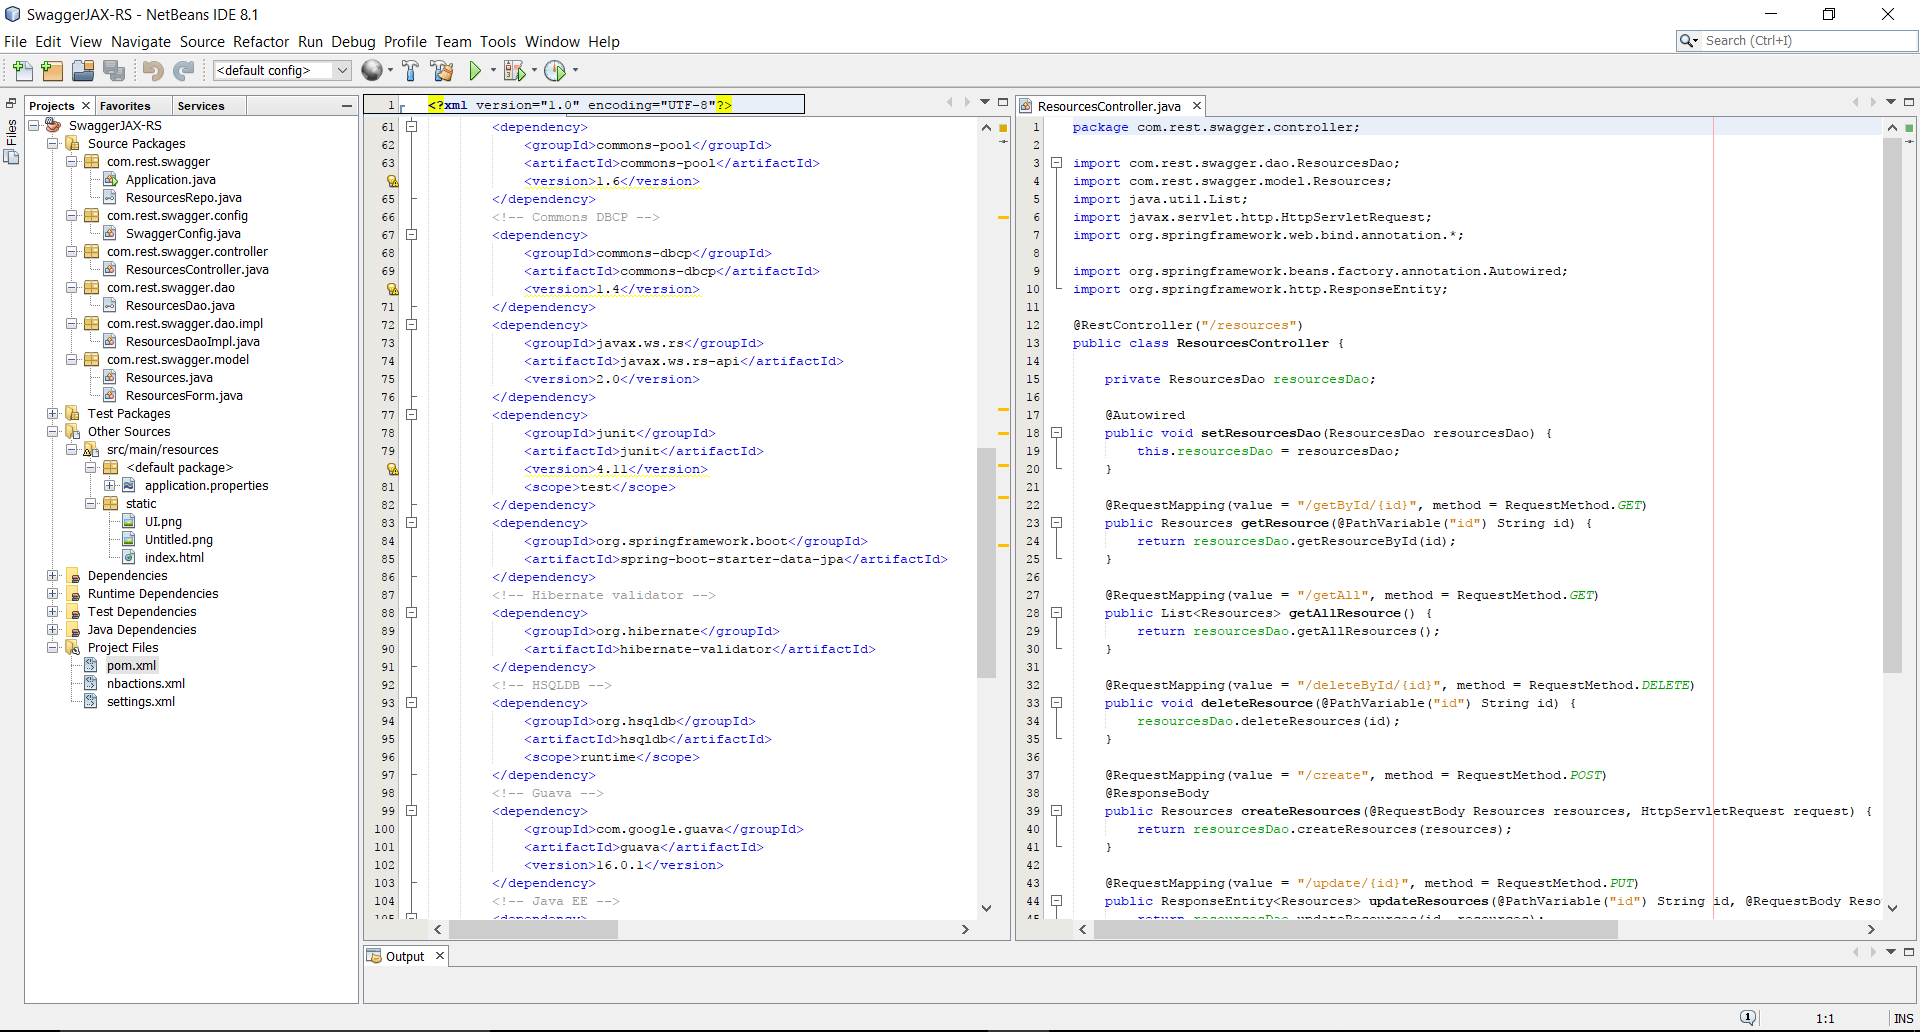 SwaggerJAX-RS - NetBeans IDE 8.1
File Edit View Navigate Source Refactor Run Debug Profile Team Tools Window Help
Search (Ctrl+I)
<default config>
Files
Projects Favorites Services
SwaggerJAX-RS
Source Packages
com.rest.swagger
Application.java
ResourcesRepo.java
com.rest.swagger.config
SwaggerConfig.java
com.rest.swagger.controller
ResourcesController.java
com.rest.swagger.dao
ResourcesDao.java
com.rest.swagger.dao.impl
ResourcesDaoImpl.java
com.rest.swagger.model
Resources.java
ResourcesForm.java
Test Packages
Other Sources
src/main/resources
<default package>
application.properties
static
UI.png
Untitled.png
index.html
Dependencies
Runtime Dependencies
Test Dependencies
Java Dependencies
Project Files
pom.xml
nbactions.xml
settings.xml
1 <?xml version="1.0" encoding="UTF-8"?>
61 <dependency>
62 <groupId>commons-pool</groupId>
63 <artifactId>commons-pool</artifactId>
<version>1.6</version>
65 </dependency>
66 <!-- Commons DBCP -->
67 <dependency>
68 <groupId>commons-dbcp</groupId>
69 <artifactId>commons-dbcp</artifactId>
<version>1.4</version>
71 </dependency>
72 <dependency>
73 <groupId>javax.ws.rs</groupId>
74 <artifactId>javax.ws.rs-api</artifactId>
75 <version>2.0</version>
76 </dependency>
77 <dependency>
78 <groupId>junit</groupId>
79 <artifactId>junit</artifactId>
<version>4.11</version>
81 <scope>test</scope>
82 </dependency>
83 <dependency>
84 <groupId>org.springframework.boot</groupId>
85 <artifactId>spring-boot-starter-data-jpa</artifactId>
86 </dependency>
87 <!-- Hibernate validator -->
88 <dependency>
89 <groupId>org.hibernate</groupId>
90 <artifactId>hibernate-validator</artifactId>
91 </dependency>
92 <!-- HSQLDB -->
93 <dependency>
94 <groupId>org.hsqldb</groupId>
95 <artifactId>hsqldb</artifactId>
96 <scope>runtime</scope>
97 </dependency>
98 <!-- Guava -->
99 <dependency>
100 <groupId>com.google.guava</groupId>
101 <artifactId>guava</artifactId>
102 <version>16.0.1</version>
103 </dependency>
104 <!-- Java EE -->
105 <dependency>
ResourcesController.java
1 package com.rest.swagger.controller;
2
3 import com.rest.swagger.dao.ResourcesDao;
4 import com.rest.swagger.model.Resources;
5 import java.util.List;
6 import javax.servlet.http.HttpServletRequest;
7 import org.springframework.web.bind.annotation.*;
8
9 import org.springframework.beans.factory.annotation.Autowired;
10 import org.springframework.http.ResponseEntity;
11
12 @RestController("/resources")
13 public class ResourcesController {
14
15 private ResourcesDao resourcesDao;
16
17 @Autowired
18 public void setResourcesDao(ResourcesDao resourcesDao) {
19 this.resourcesDao = resourcesDao;
20 }
21
22 @RequestMapping(value = "/getById/{id}", method = RequestMethod.GET)
23 public Resources getResource(@PathVariable("id") String id) {
24 return resourcesDao.getResourceById(id);
25 }
26
27 @RequestMapping(value = "/getAll", method = RequestMethod.GET)
28 public List<Resources> getAllResource() {
29 return resourcesDao.getAllResources();
30 }
31
32 @RequestMapping(value = "/deleteById/{id}", method = RequestMethod.DELETE)
33 public void deleteResource(@PathVariable("id") String id) {
34 resourcesDao.deleteResources(id);
35 }
36
37 @RequestMapping(value = "/create", method = RequestMethod.POST)
38 @ResponseBody
39 public Resources createResources(@RequestBody Resources resources, HttpServletRequest request) {
40 return resourcesDao.createResources(resources);
41 }
42
43 @RequestMapping(value = "/update/{id}", method = RequestMethod.PUT)
44 public ResponseEntity<Resources> updateResources(@PathVariable("id") String id, @RequestBody Reso
45 return resourcesDao.updateResources(id, resources);
Output
1:1 INS